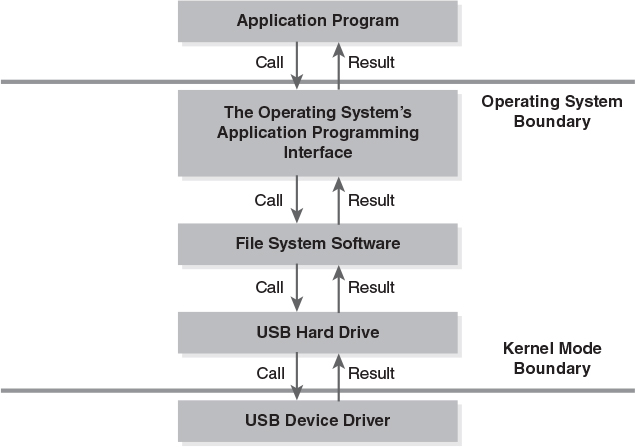 Application Program
Call
Result
The Operating System's
Application Programming
Interface
Operating System
Boundary
Call
Result
File System Software
Call
Result
USB Hard Drive
Kernel Mode
Boundary
Call
Result
USB Device Driver